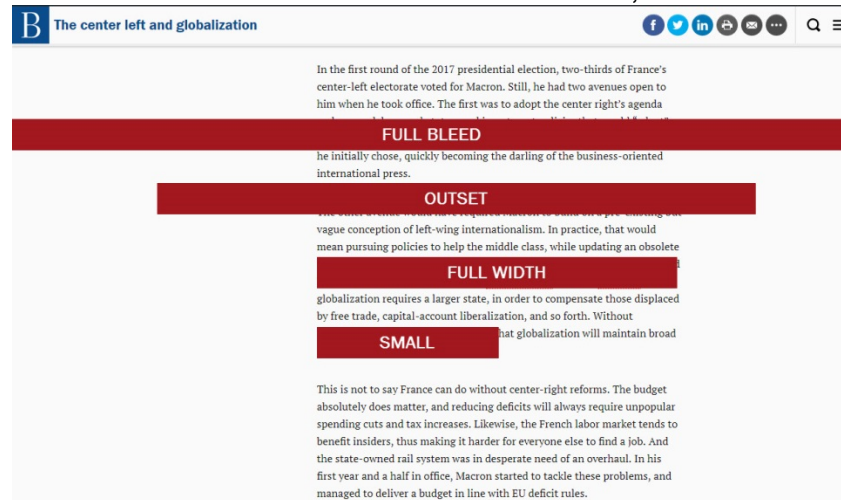 B The center left and globalization
In the first round of the 2017 presidential election, two-thirds of France's
center-left electorate voted for Macron. Still, he had two avenues open to
him when he took office. The first was to adopt the center right's agenda
FULL BLEED
he initially chose, quickly becoming the darling of the business-oriented
international press.
OUTSET
vague conception of left-wing internationalism. In practice, that would
mean pursuing policies to help the middle class, while updating an obsolete
FULL WIDTH
globalization requires a larger state, in order to compensate those displaced
by free trade, capital-account liberalization, and so forth. Without
SMALL
hat globalization will maintain broad
This is not to say France can do without center-right reforms. The budget
absolutely does matter, and reducing deficits will always require unpopular
spending cuts and tax increases. Likewise, the French labor market tends to
benefit insiders, thus making it harder for everyone else to find a job. And
the state-owned rail system was in desperate need of an overhaul. In his
first year and a half in office, Macron started to tackle these problems, and
managed to deliver a budget in line with EU deficit rules.